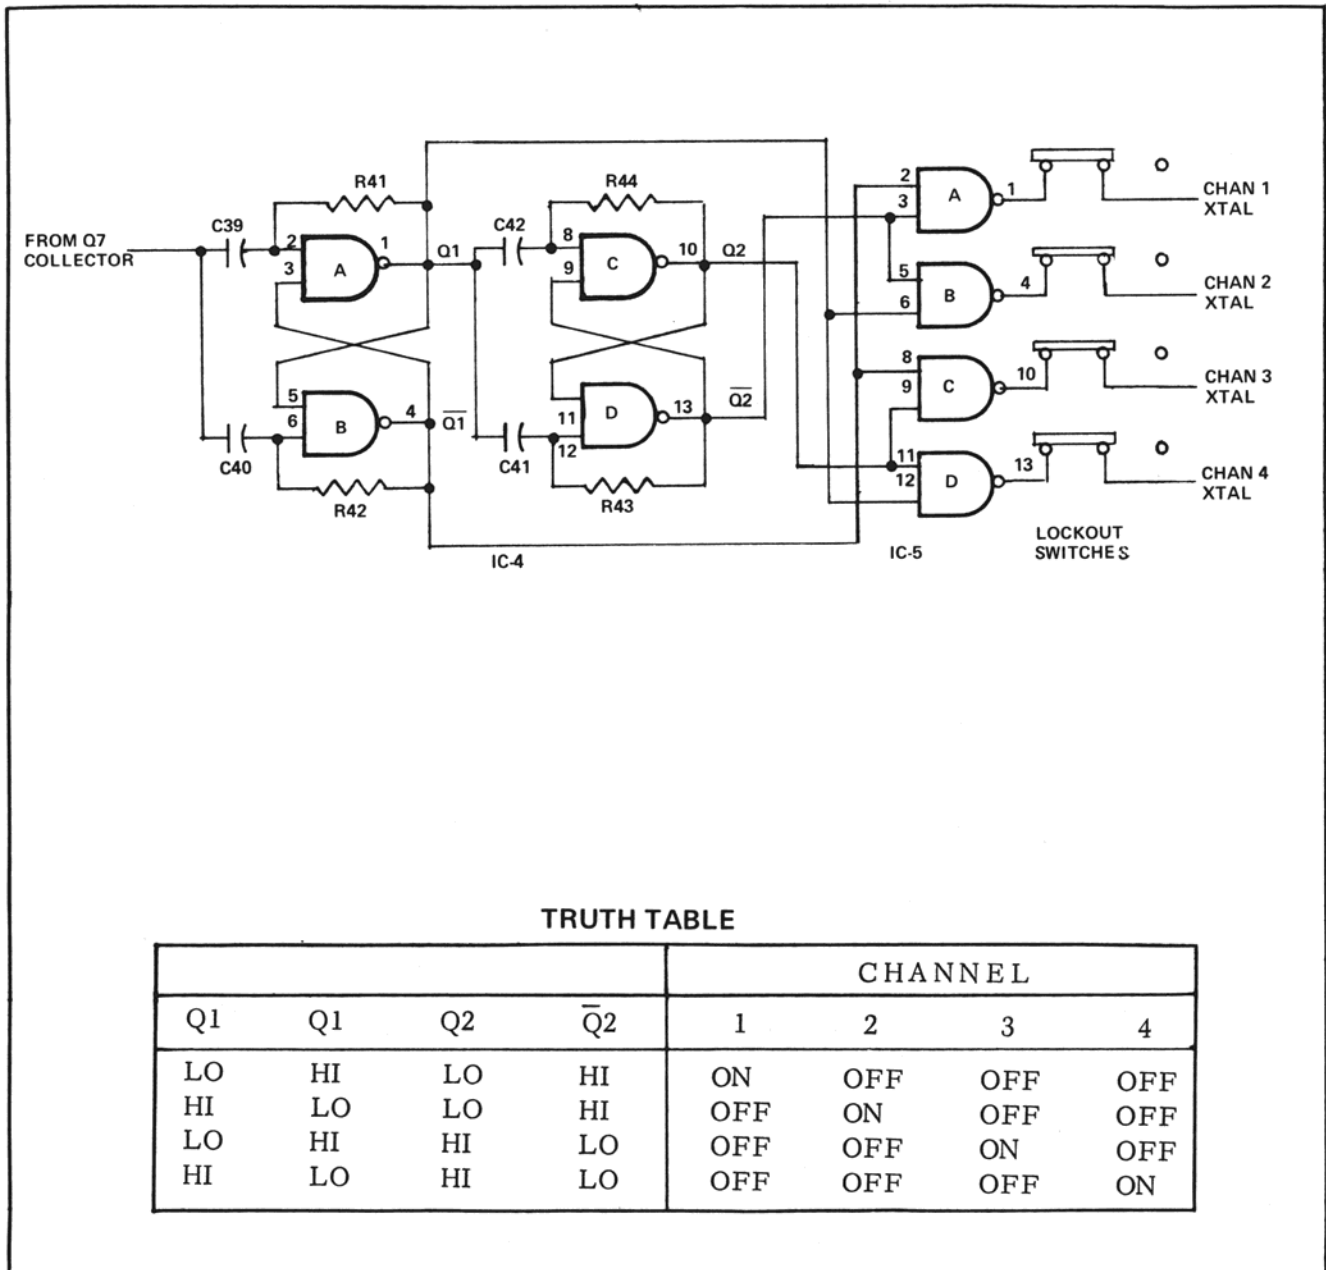 R41
R44
C39
C42
FROM Q7
COLLECTOR
2
3
1
A
Q1
8
9
10
C
Q2
5
6
4
B
Q1
11
12
13
D
Q2
C40
R42
C41
R43
IC-4
2
3
1
A
CHAN 1
XTAL
5
6
4
B
CHAN 2
XTAL
8
9
10
C
CHAN 3
XTAL
11
12
13
D
CHAN 4
XTAL
IC-5
LOCKOUT
SWITCHES
TRUTH TABLE
CHANNEL
Q1 Q1 Q2 Q̅2 1 2 3 4
LO HI LO HI ON OFF OFF OFF
HI LO LO HI OFF ON OFF OFF
LO HI HI LO OFF OFF ON OFF
HI LO HI LO OFF OFF OFF ON